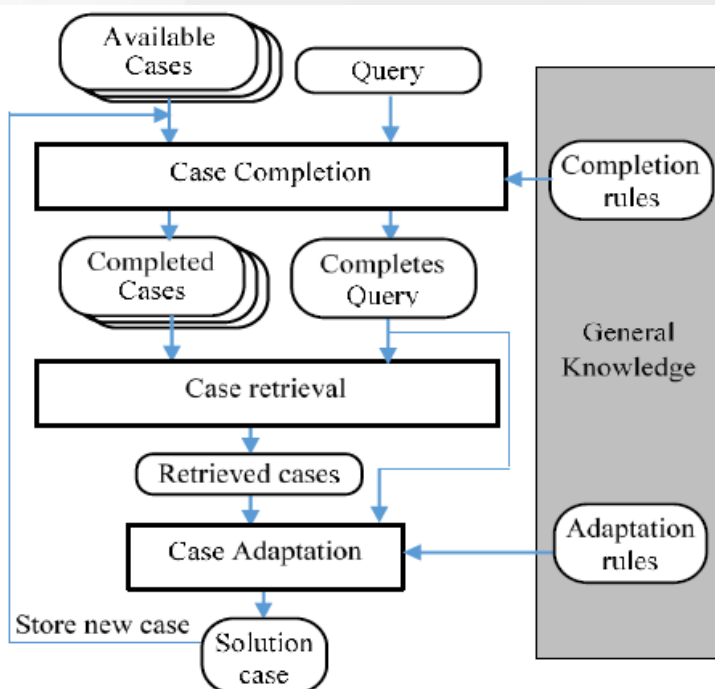 Available
Cases
Query
Case Completion
Completion
rules
Completed
Cases
Completes
Query
General
Knowledge
Case retrieval
Retrieved cases
Case Adaptation
Adaptation
rules
Store new case
Solution
case